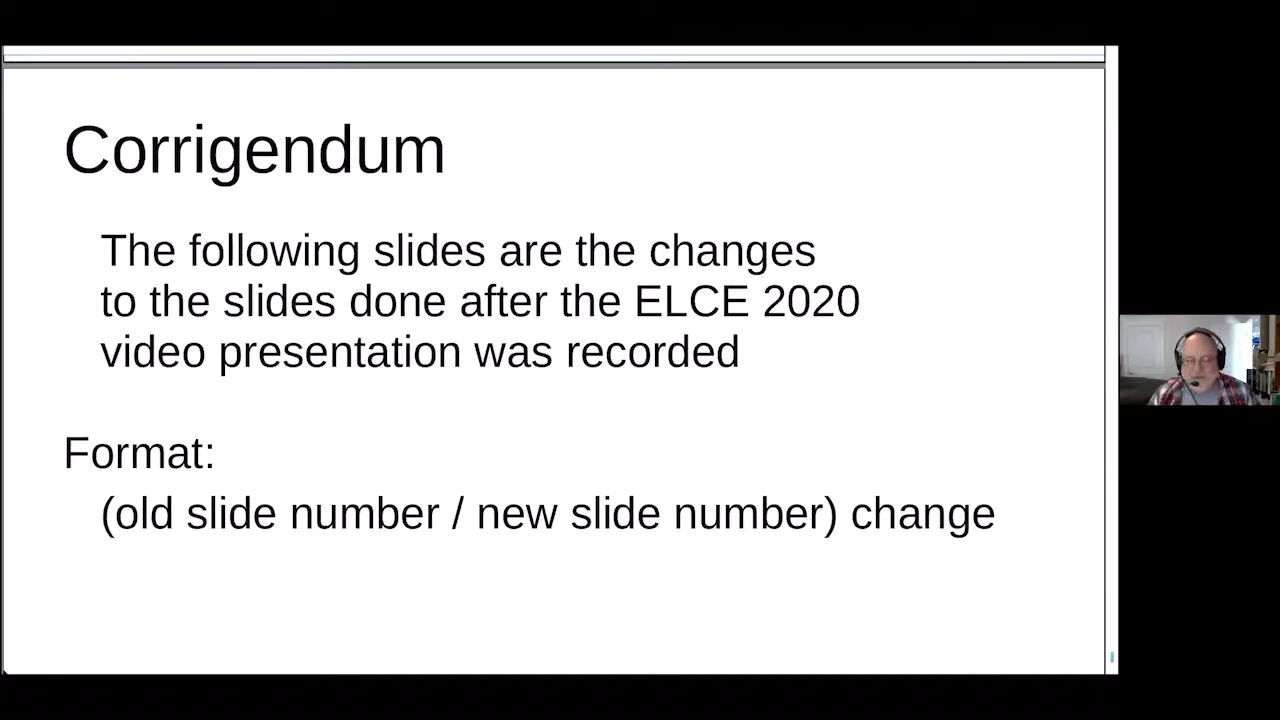 Corrigendum
The following slides are the changes
to the slides done after the ELCE 2020
video presentation was recorded
Format:
(old slide number / new slide number) change